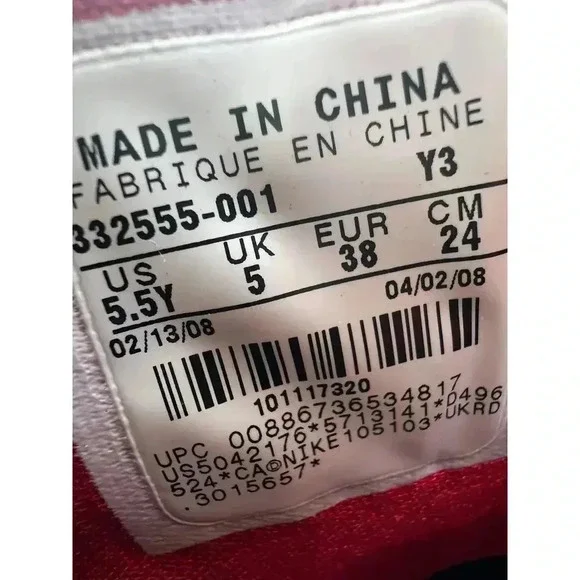 MADE IN CHINA
FABRIQUE EN CHINE
332555-001 Y3
US UK EUR CM
5.5Y 5 38 24
02/13/08 04/02/08
101117320
UPC 00886736534817
US5042176*5713141*D496
524*CA©NIKE105103*UKRD
.3015657*